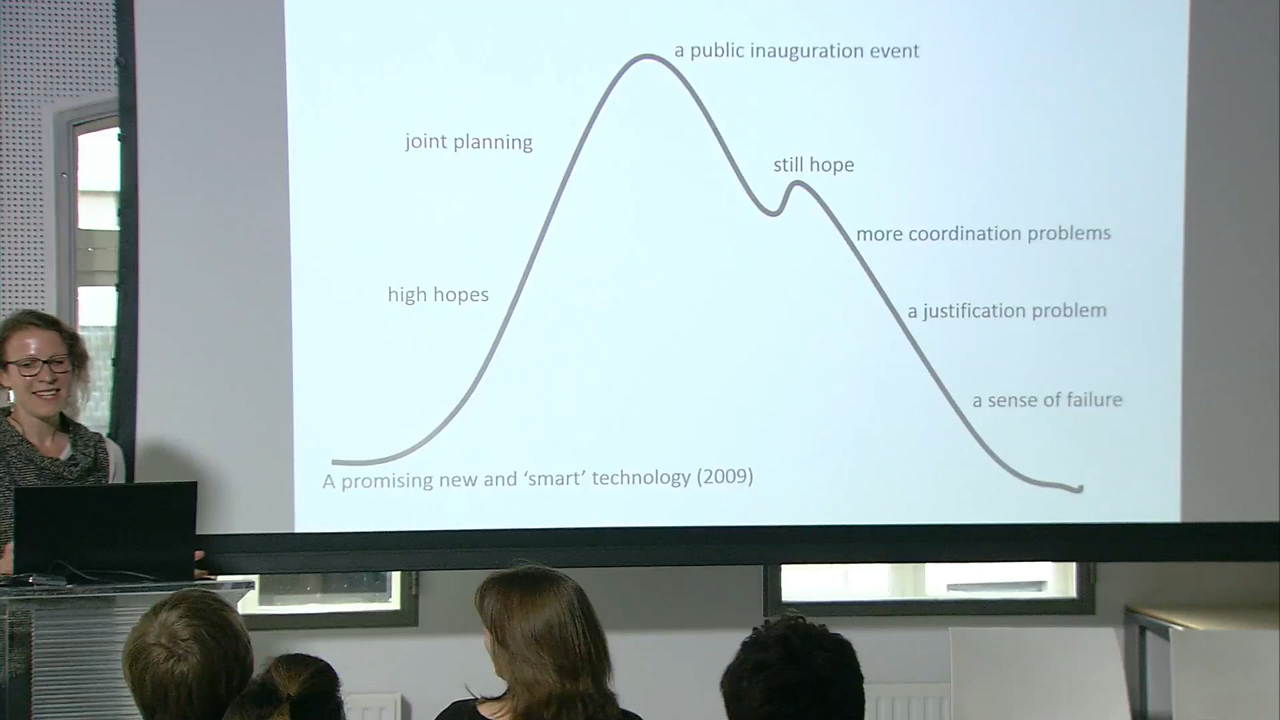 a public inauguration event
joint planning
still hope
more coordination problems
high hopes
a justification problem
a sense of failure
A promising new and ‘smart’ technology (2009)